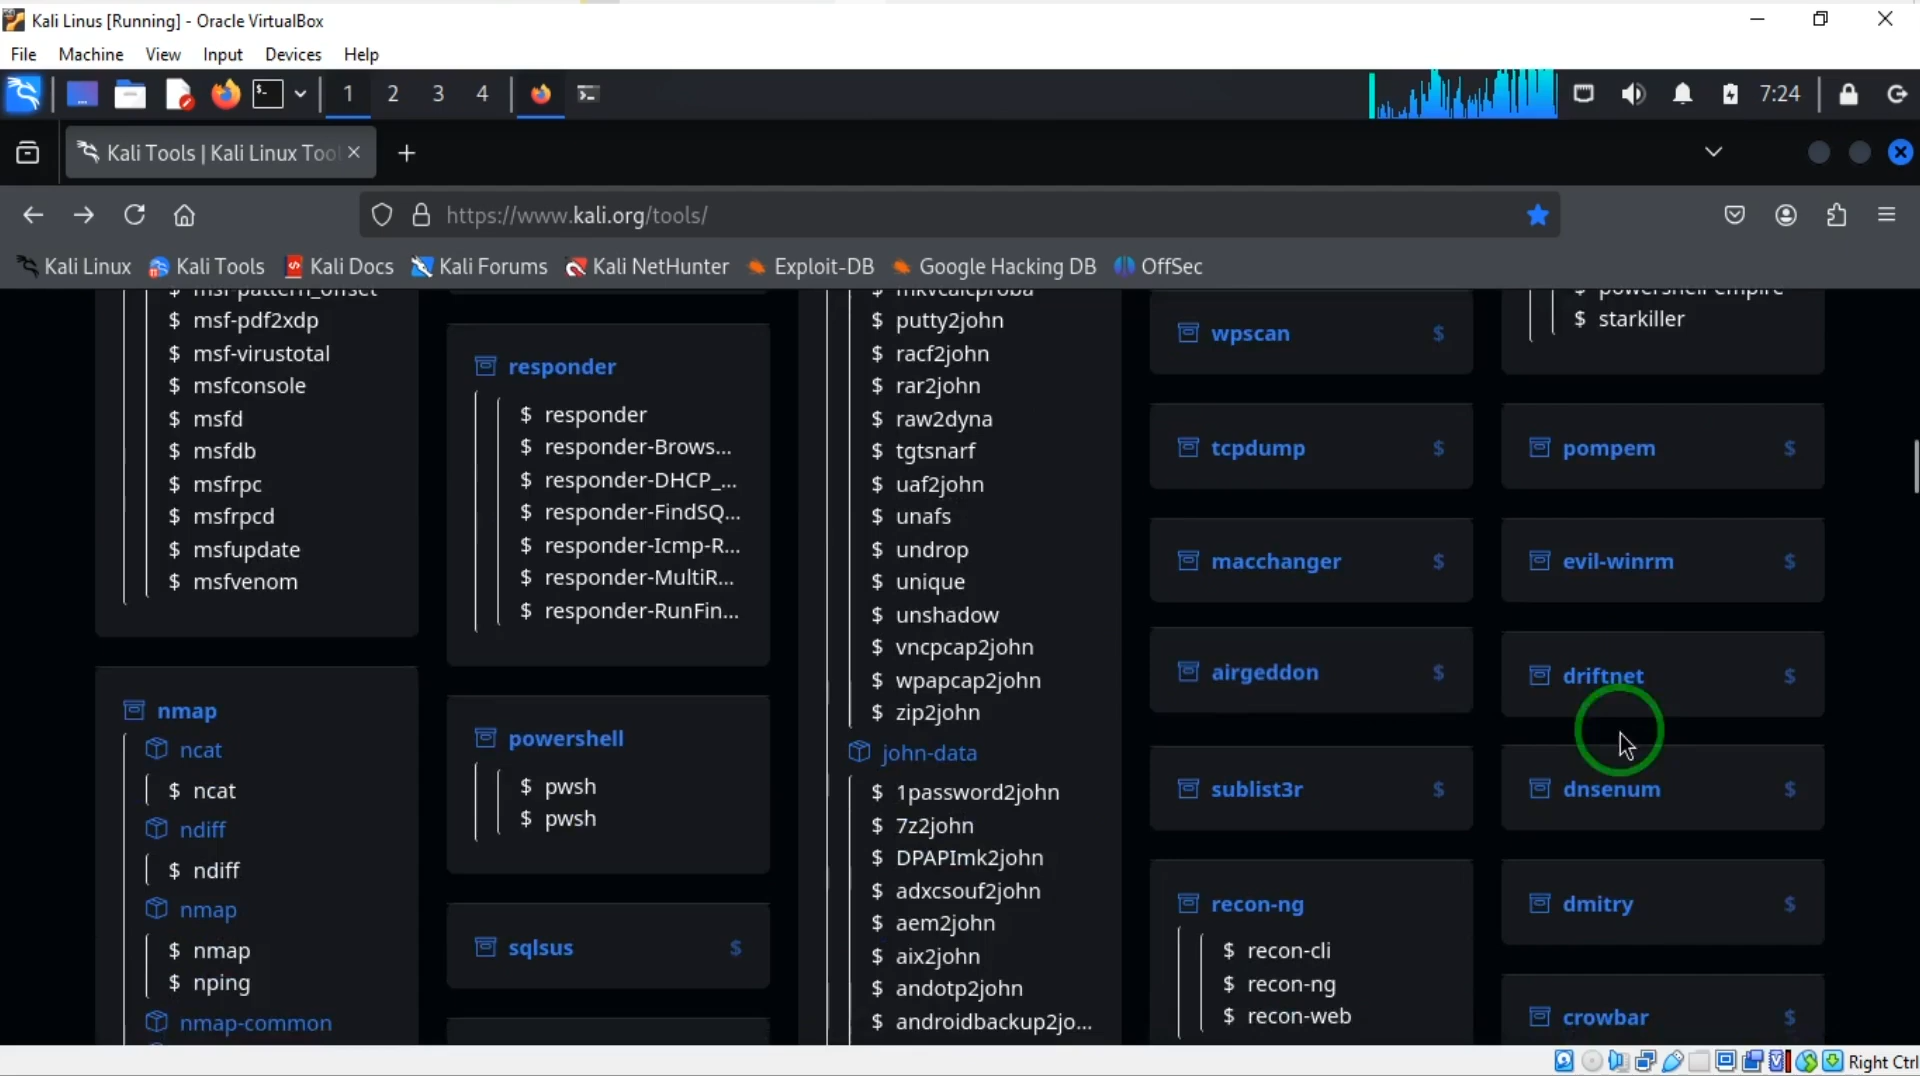 Kali Linus [Running] - Oracle VirtualBox
File Machine View Input Devices Help
1 2 3 4 7:24
Kali Tools | Kali Linux Tool
https://www.kali.org/tools/
Kali Linux Kali Tools Kali Docs Kali Forums Kali NetHunter Exploit-DB Google Hacking DB OffSec
$ msf-pattern_offset
$ msf-pdf2xdp
$ msf-virustotal
$ msfconsole
$ msfd
$ msfdb
$ msfrpc
$ msfrpcd
$ msfupdate
$ msfvenom
nmap
ncat
$ ncat
ndiff
$ ndiff
nmap
$ nmap
$ nping
nmap-common
responder
$ responder
$ responder-Brows...
$ responder-DHCP_...
$ responder-FindSQ...
$ responder-Icmp-R...
$ responder-MultiR...
$ responder-RunFin...
powershell
$ pwsh
$ pwsh
sqlsus $
$ mkvcalcproba
$ putty2john
$ racf2john
$ rar2john
$ raw2dyna
$ tgtsnarf
$ uaf2john
$ unafs
$ undrop
$ unique
$ unshadow
$ vncpcap2john
$ wpapcap2john
$ zip2john
john-data
$ 1password2john
$ 7z2john
$ DPAPImk2john
$ adxcsouf2john
$ aem2john
$ aix2john
$ andotp2john
$ androidbackup2jo...
wpscan $
tcpdump $
macchanger $
airgeddon $
sublist3r $
recon-ng
$ recon-cli
$ recon-ng
$ recon-web
$ powershell-empire
$ starkiller
pompem $
evil-winrm $
driftnet $
dnsenum $
dmitry $
crowbar $
Right Ctrl